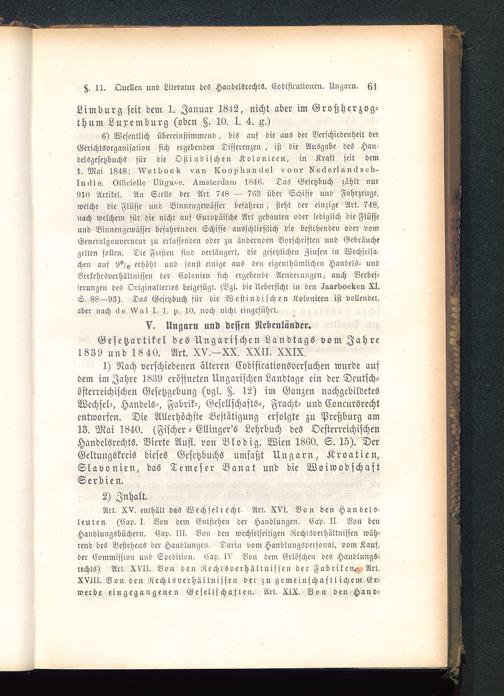 §. 11. Quellen und Literatur des Handelsrechts. Codificationen. Ungarn. 61
Limburg seit dem 1. Januar 1842, nicht aber im Großherzog-
thum Luxemburg (oben §. 10. I. 4. g.)
6) Wesentlich übereinstimmend, bis auf die aus der Verschiedenheit der
Gerichtsorganisation sich ergebenden Differenzen, ist die Ausgabe des Han-
delsgesetzbuchs für die Ostindischen Kolonieen, in Kraft seit dem
1. Mai 1848: Wetboek van Koophandel voor Nederlandsch-
Indie. Officielle Uitgave. Amsterdam 1846. Das Gesetzbuch zählt nur
910 Artikel. An Stelle der Art. 748 — 763 über Schiffe und Fahrzeuge,
welche die Flüsse und Binnengewässer befahren, steht der einzige Art. 748,
nach welchem für die nicht auf Europäische Art gebauten oder lediglich die Flüsse
und Binnengewässer befahrenden Schiffe ausschließlich die bestehenden oder vom
Generalgouverneur zu erlassenden oder zu ändernden Vorschriften und Gebräuche
gelten sollen. Die Fristen sind verlängert, die gesetzlichen Zinsen in Wechselsa-
chen auf 9% erhöht und sonst einige aus den eigenthümlichen Handels- und
Verkehrsverhältnissen der Colonien sich ergebende Aenderungen, auch Verbes-
serungen des Originaltertes beigefügt. (Vgl. die Uebersicht in den Jaarboeken XI.
S. 88—93). Das Gesetzbuch für die Westindischen Kolonieen ist vollendet,
aber nach de Wal I. 1. p. 10, noch nicht eingeführt.
V. Ungarn und dessen Nebenländer.
Gesetzartikel des Ungarischen Landtags vom Jahre
1839 und 1840. Art. XV.—XX. XXII. XXIX.
1) Nach verschiedenen älteren Codificationsversuchen wurde auf
dem im Jahre 1839 eröffneten Ungarischen Landtage ein der Deutsch-
österreichischen Gesetzgebung (vgl. §. 12) im Ganzen nachgebildetes
Wechsel-, Handels-, Fabrik-, Gesellschafts-, Fracht- und Concursrecht
entworfen. Die Allerhöchste Bestätigung erfolgte zu Preßburg am
13. Mai 1840. (Fischer-Ellinger's Lehrbuch des Oesterreichischen
Handelsrechts. Vierte Aufl. von Blodig. Wien 1860. S. 15). Der
Geltungskreis dieses Gesetzbuchs umfaßt Ungarn, Kroatien,
Slavonien, das Temeser Banat und die Woiwodschaft
Serbien.
2) Inhalt.
Art. XV. enthält das Wechselrecht. Art. XVI. Von den Handels-
leuten (Cap. I. Von dem Entstehen der Handlungen. Cap. II. Von den
Handlungsbüchern. Cap. III. Von den wechselseitigen Rechtsverhältnissen wäh-
rend des Bestehens der Handlungen. Darin vom Handlungspersonal, vom Kauf,
der Commission und Spedition. Cap. IV Von dem Erlöschen des Handlungs-
rechts) Art. XVII. Von den Rechtsverhältnissen der Fabriken. Art.
XVIII. Von den Rechtsverhältnissen der zu gemeinschaftlichem Er-
werbe eingegangenen Gesellschaften. Art. XIX. Von den Hand-